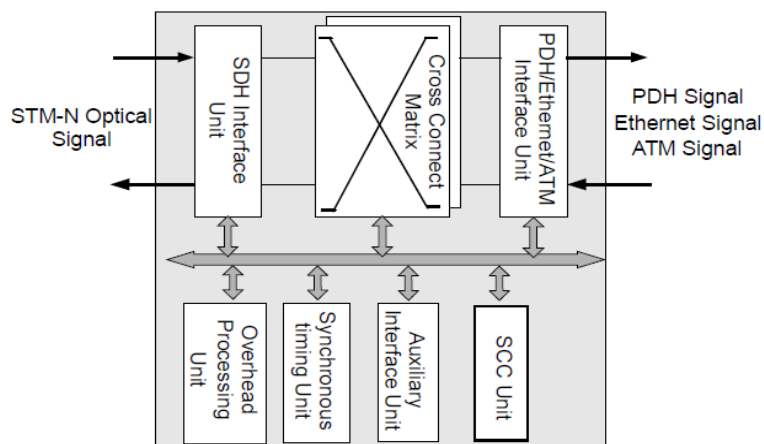 STM-N Optical
Signal
SDH Interface
Unit
Cross Connect
Matrix
PDH/Ethernet/ATM
Interface Unit
PDH Signal
Ethernet Signal
ATM Signal
Overhead
Processing
Unit
Synchronous
timing Unit
Auxiliary
Interface Unit
SCC Unit